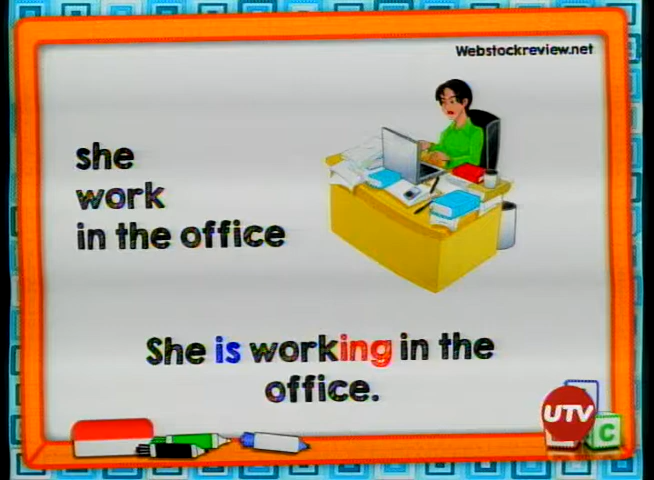 Webstockreview.net
she
work
in the office
She is working in the
office.
UTV
C